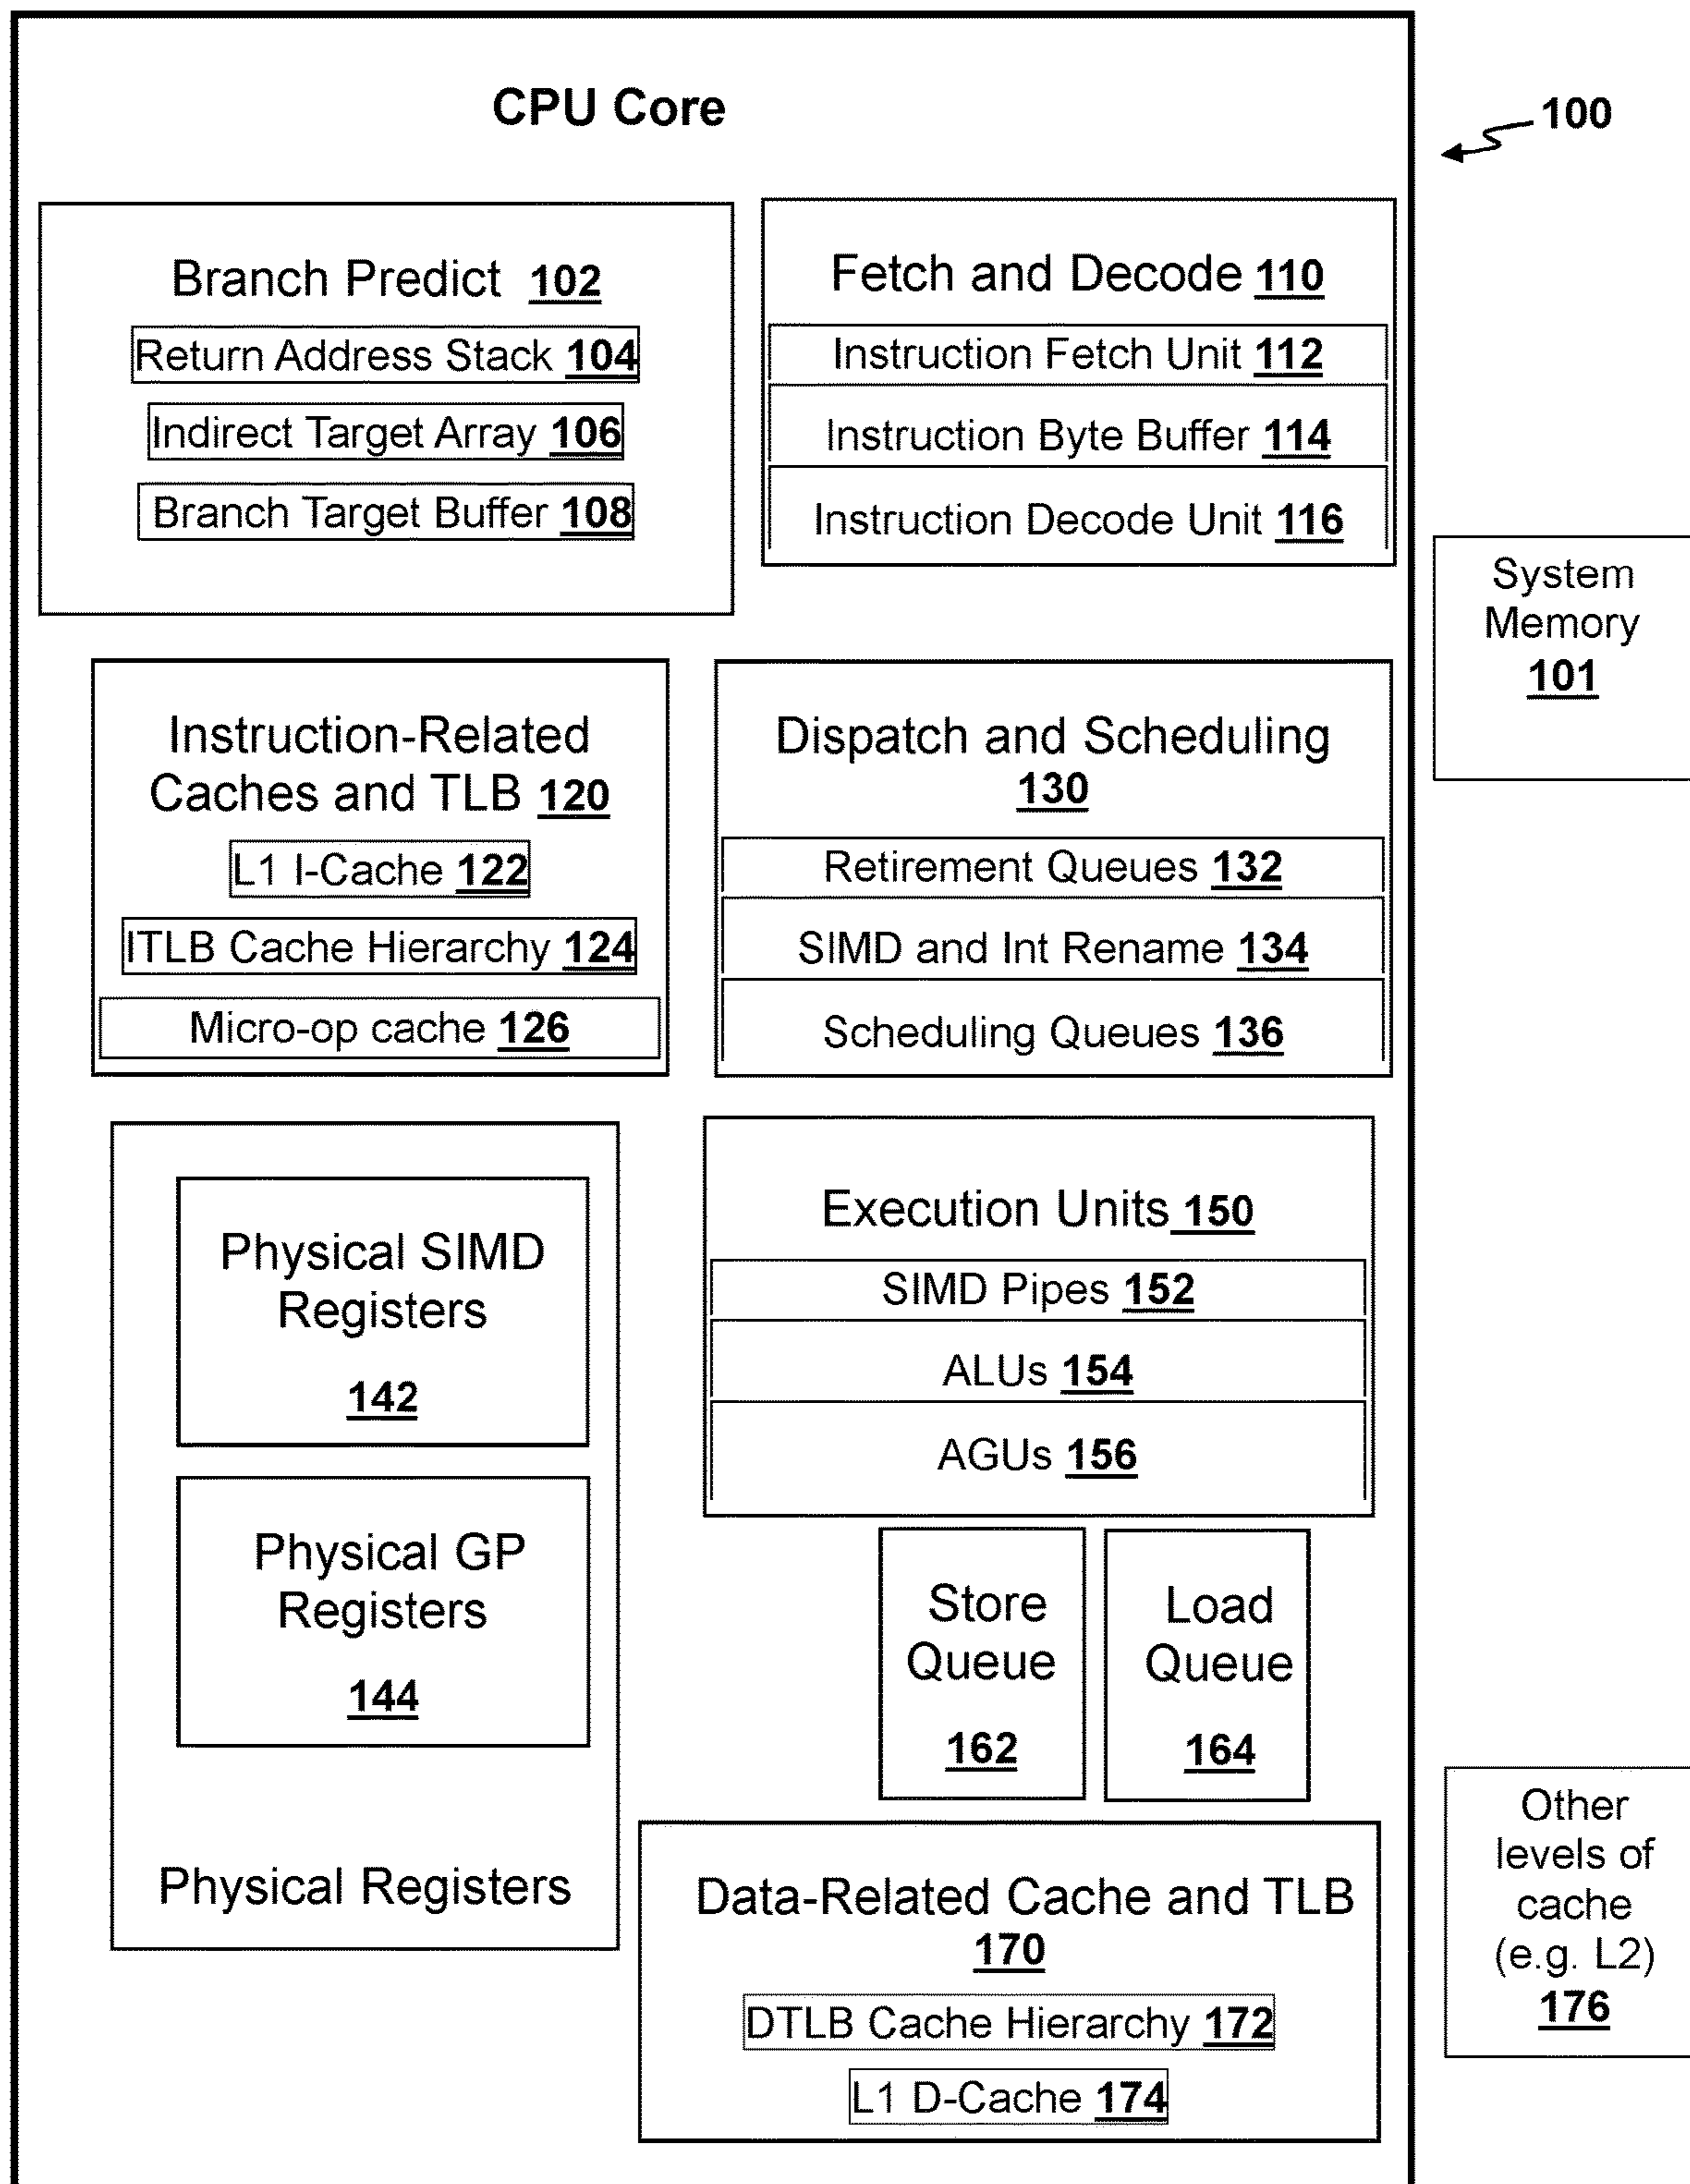 CPU Core
100
Branch Predict 102
Return Address Stack 104
Indirect Target Array 106
Branch Target Buffer 108
Fetch and Decode 110
Instruction Fetch Unit 112
Instruction Byte Buffer 114
Instruction Decode Unit 116
System
Memory
101
Instruction-Related
Caches and TLB 120
L1 I-Cache 122
ITLB Cache Hierarchy 124
Micro-op cache 126
Dispatch and Scheduling
130
Retirement Queues 132
SIMD and Int Rename 134
Scheduling Queues 136
Physical SIMD
Registers
142
Physical GP
Registers
144
Physical Registers
Execution Units 150
SIMD Pipes 152
ALUs 154
AGUs 156
Store
Queue
162
Load
Queue
164
Data-Related Cache and TLB
170
DTLB Cache Hierarchy 172
L1 D-Cache 174
Other
levels of
cache
(e.g. L2)
176